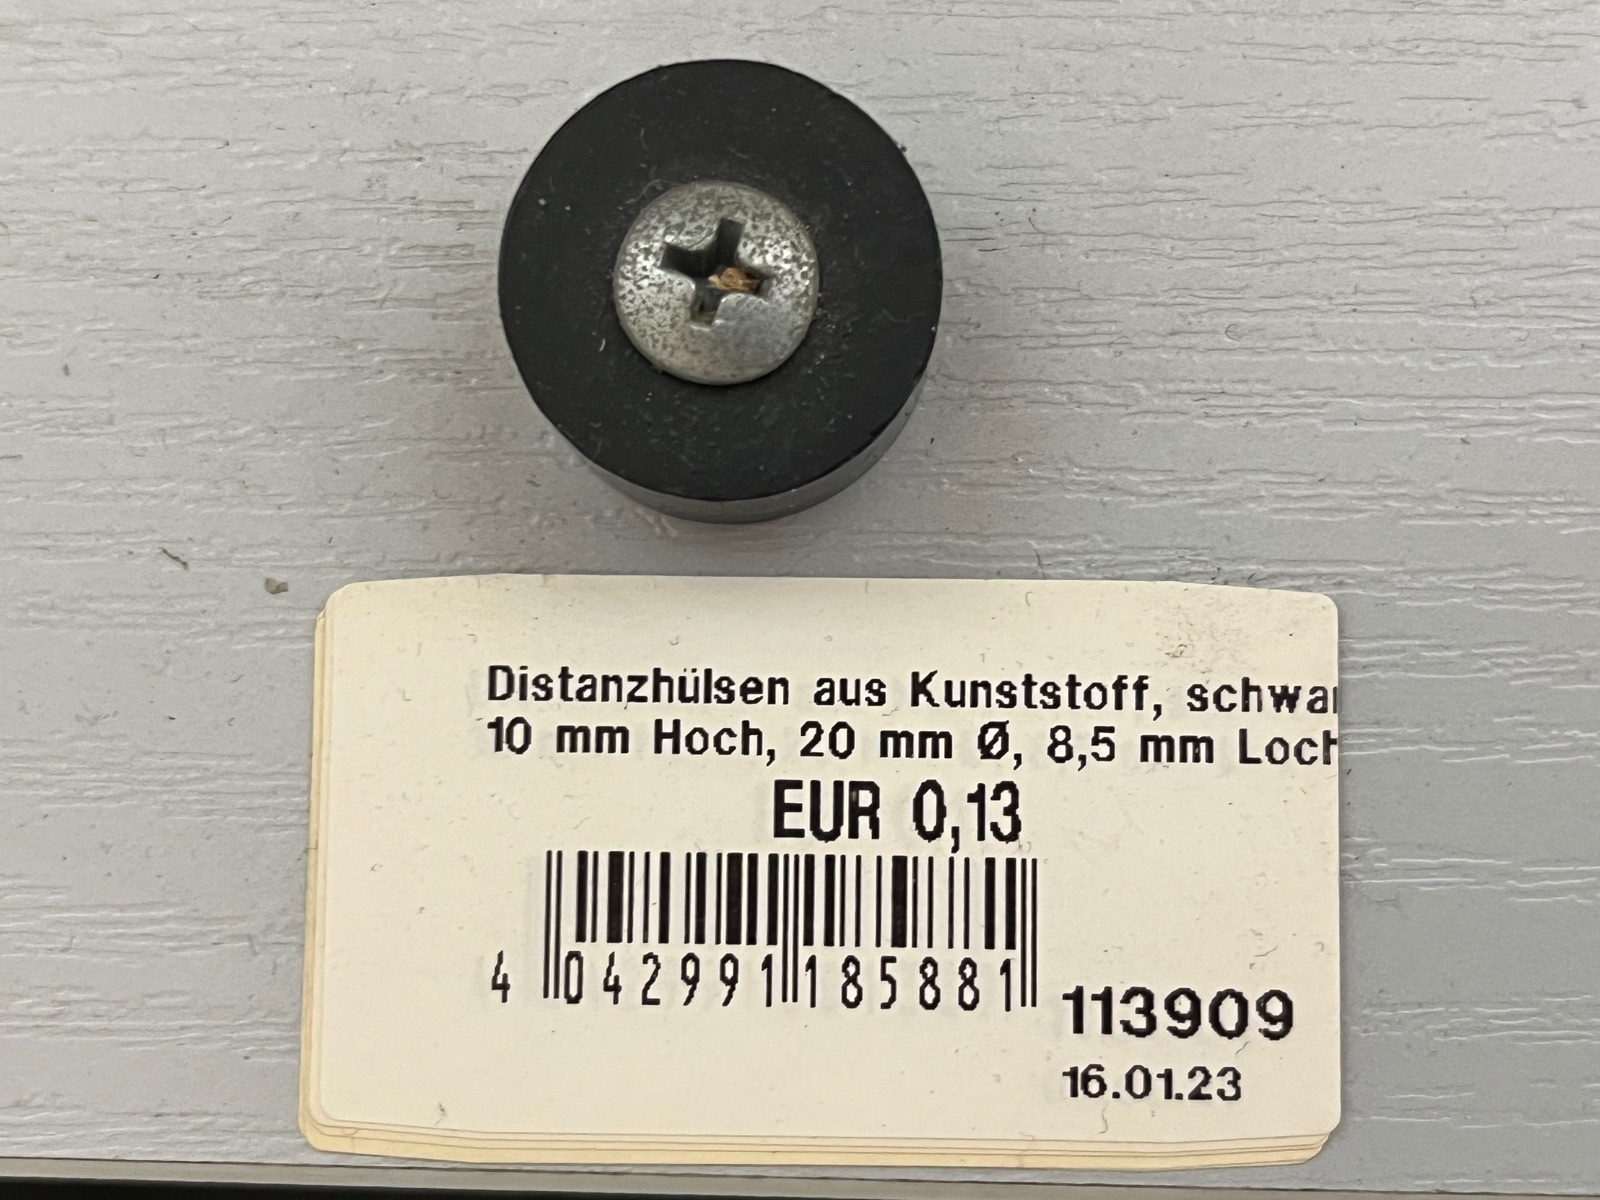 Distanzhülsen aus Kunststoff, schwar
10 mm Hoch, 20 mm Ø, 8,5 mm Loch
EUR 0,13
4 042991 185881
113909
16.01.23